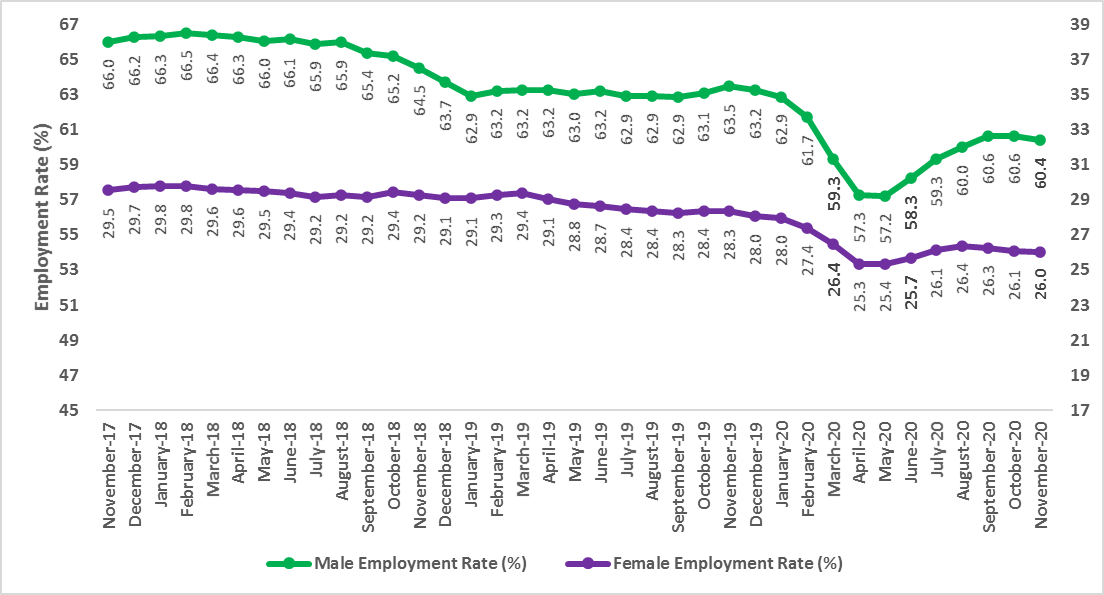 67
65
63
61
59
57
55
53
51
49
47
45
Employment Rate (%)
39
37
35
33
31
29
27
25
23
21
19
17
66.0
66.2
66.3
66.5
66.4
66.3
66.0
66.1
65.9
65.9
65.4
65.2
64.5
63.7
62.9
63.2
63.2
63.2
63.0
63.2
62.9
62.9
62.9
63.1
63.5
63.2
62.9
61.7
59.3
57.3
57.2
58.3
59.3
60.0
60.6
60.6
60.4
29.5
29.7
29.8
29.8
29.6
29.6
29.5
29.4
29.2
29.2
29.2
29.4
29.2
29.1
29.1
29.3
29.4
29.1
28.8
28.7
28.4
28.4
28.3
28.4
28.3
28.0
28.0
27.4
26.4
25.3
25.4
25.7
26.1
26.4
26.3
26.1
26.0
November-17
December-17
January-18
February-18
March-18
April-18
May-18
June-18
July-18
August-18
September-18
October-18
November-18
December-18
January-19
February-19
March-19
April-19
May-19
June-19
July-19
August-19
September-19
October-19
November-19
December-19
January-20
February-20
March-20
April-20
May-20
June-20
July-20
August-20
September-20
October-20
November-20
Male Employment Rate (%)
Female Employment Rate (%)